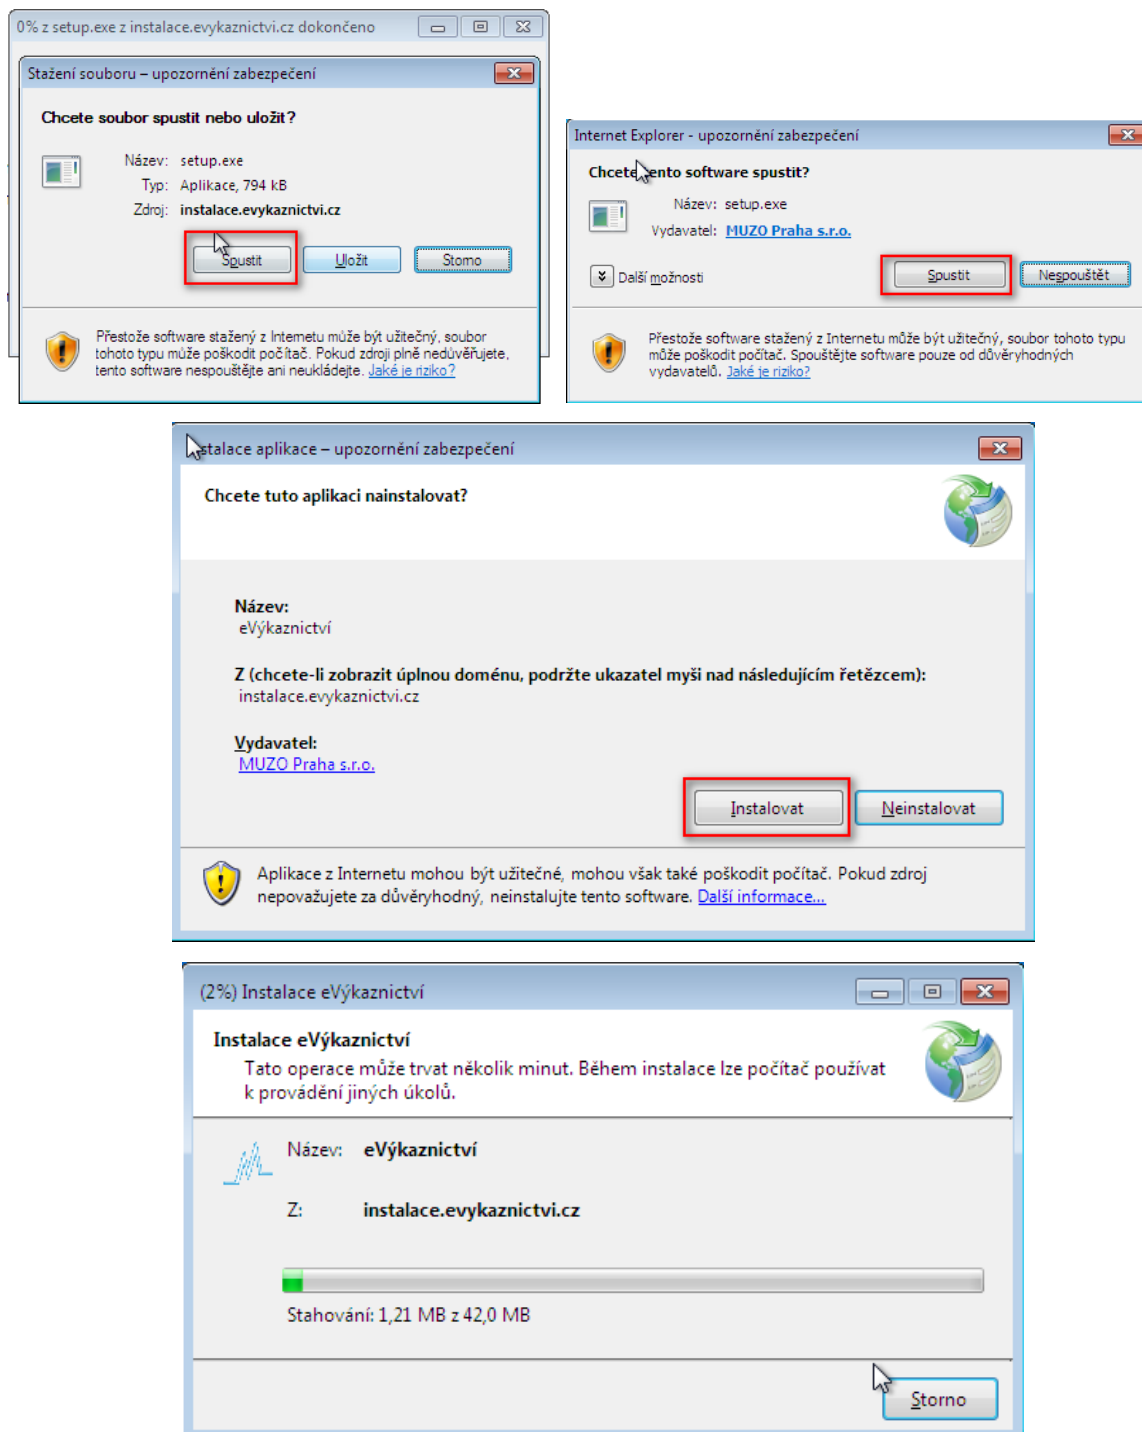 0% z setup.exe z instalace.evykaznictvi.cz dokončeno
Stažení souboru – upozornění zabezpečení
Chcete soubor spustit nebo uložit?
Název: setup.exe
Typ: Aplikace, 794 kB
Zdroj: instalace.evykaznictvi.cz
Spustit Uložit Storno
Přestože software stažený z Internetu může být užitečný, soubor
tohoto typu může poškodit počítač. Pokud zdroji plně nedůvěřujete,
tento software nespouštějte ani neukládejte. Jaké je riziko?
Internet Explorer - upozornění zabezpečení
Chcete tento software spustit?
Název: setup.exe
Vydavatel: MUZO Praha s.r.o.
Další možnosti Spustit Nespouštět
Přestože software stažený z Internetu může být užitečný, soubor tohoto typu
může poškodit počítač. Spouštějte software pouze od důvěryhodných
vydavatelů. Jaké je riziko?
Instalace aplikace – upozornění zabezpečení
Chcete tuto aplikaci nainstalovat?
Název:
eVýkaznictví
Z (chcete-li zobrazit úplnou doménu, podržte ukazatel myši nad následujícím řetězcem):
instalace.evykaznictvi.cz
Vydavatel:
MUZO Praha s.r.o.
Instalovat Neinstalovat
Aplikace z Internetu mohou být užitečné, mohou však také poškodit počítač. Pokud zdroj
nepovažujete za důvěryhodný, neinstalujte tento software. Další informace...
(2%) Instalace eVýkaznictví
Instalace eVýkaznictví
Tato operace může trvat několik minut. Během instalace lze počítač používat
k provádění jiných úkolů.
Název: eVýkaznictví
Z: instalace.evykaznictvi.cz
Stahování: 1,21 MB z 42,0 MB
Storno